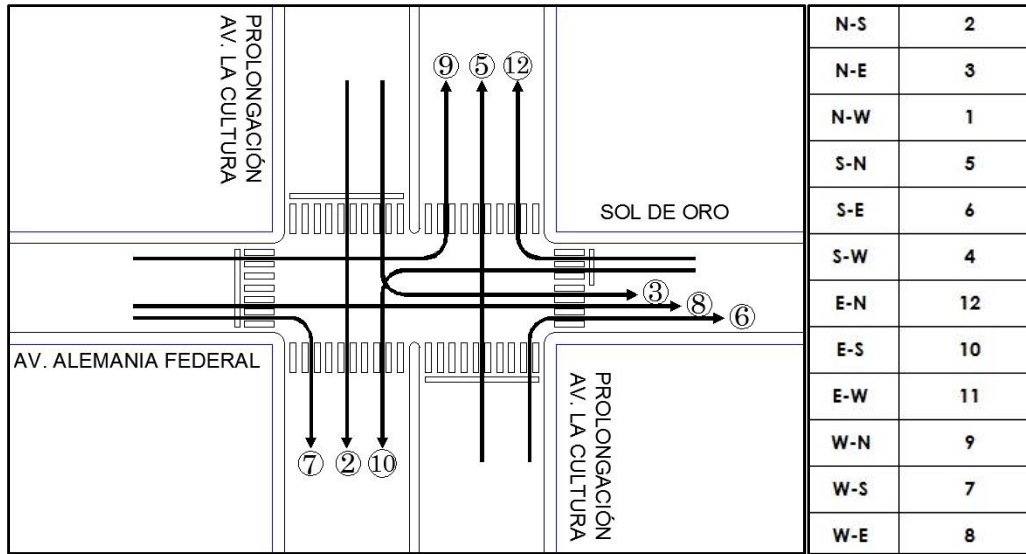 PROLONGACIÓN
AV. LA CULTURA
9 5 12
SOL DE ORO
3
8
6
AV. ALEMANIA FEDERAL
7 2 10
PROLONGACIÓN
AV. LA CULTURA
N-S 2
N-E 3
N-W 1
S-N 5
S-E 6
S-W 4
E-N 12
E-S 10
E-W 11
W-N 9
W-S 7
W-E 8